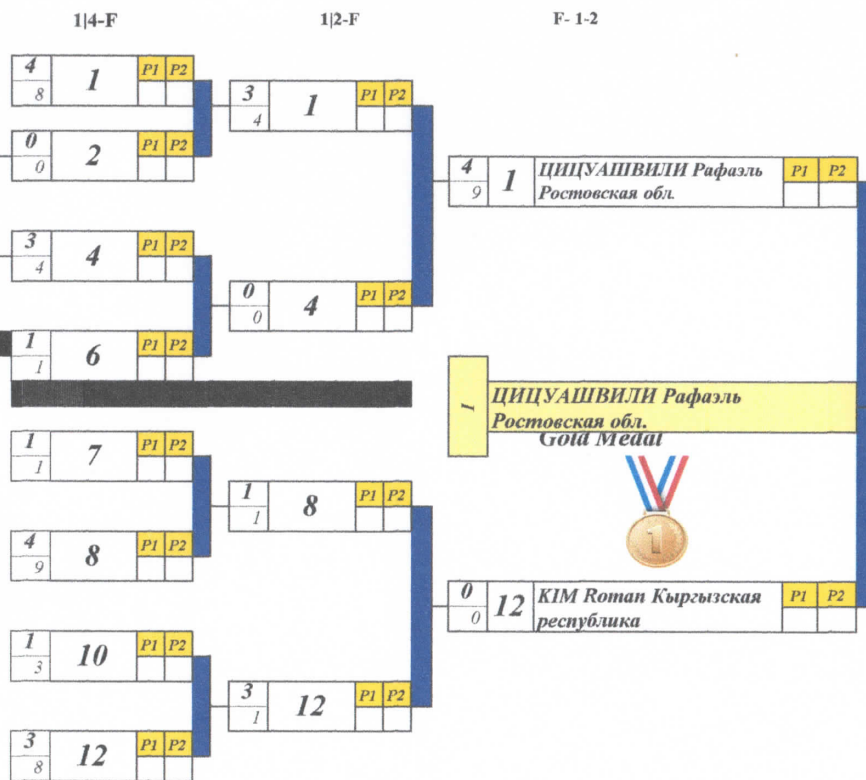 1|4-F 1|2-F F- 1-2
4 8 1 P1 P2
3 4 1 P1 P2
0 0 2 P1 P2
4 9 1 ЦИЦУАШВИЛИ Рафаэль P1 P2
Ростовская обл.
3 4 4 P1 P2
0 0 4 P1 P2
1 1 6 P1 P2
1 ЦИЦУАШВИЛИ Рафаэль
Ростовская обл.
Gold Medal
1 1 7 P1 P2
1 1 8 P1 P2
1
4 9 8 P1 P2
0 0 12 KIM Roman Кыргызская P1 P2
республика
1 3 10 P1 P2
3 1 12 P1 P2
3 8 12 P1 P2